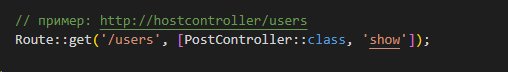 // пример: http://hostcontroller/users
Route::get('/users', [PostController::class, 'show']);